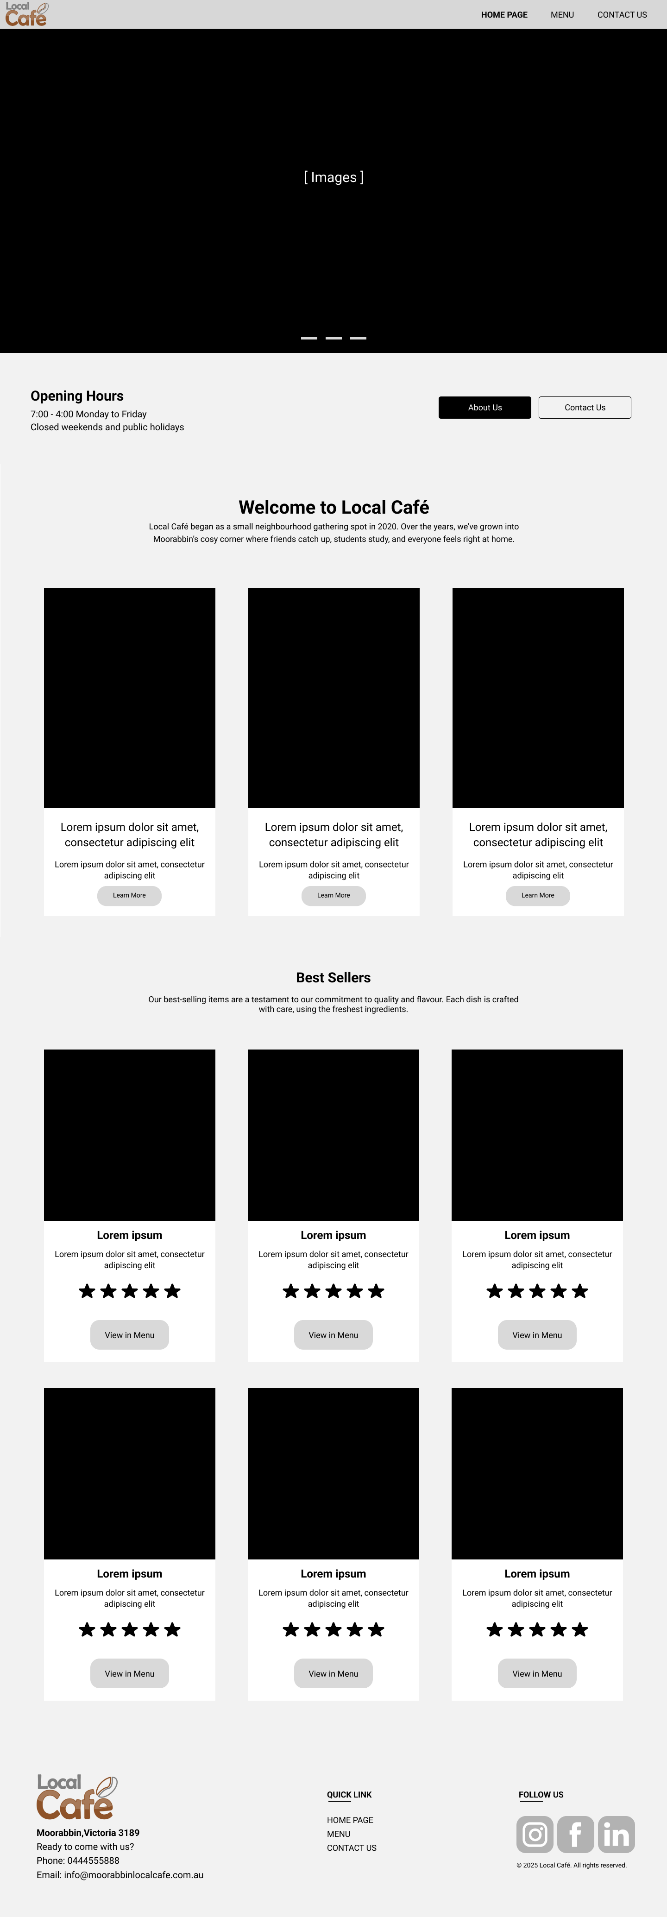 Local
Café
HOME PAGE MENU CONTACT US
[ Images ]
Opening Hours
7:00 - 4:00 Monday to Friday
Closed weekends and public holidays
About Us Contact Us
Welcome to Local Café
Local Café began as a small neighbourhood gathering spot in 2020. Over the years, we've grown into
Moorabbin's cosy corner where friends catch up, students study, and everyone feels right at home.
Lorem ipsum dolor sit amet,
consectetur adipiscing elit
Lorem ipsum dolor sit amet, consectetur
adipiscing elit
Learn More
Lorem ipsum dolor sit amet,
consectetur adipiscing elit
Lorem ipsum dolor sit amet, consectetur
adipiscing elit
Learn More
Lorem ipsum dolor sit amet,
consectetur adipiscing elit
Lorem ipsum dolor sit amet, consectetur
adipiscing elit
Learn More
Best Sellers
Our best-selling items are a testament to our commitment to quality and flavour. Each dish is crafted
with care, using the freshest ingredients.
Lorem ipsum
Lorem ipsum dolor sit amet, consectetur
adipiscing elit
View in Menu
Lorem ipsum
Lorem ipsum dolor sit amet, consectetur
adipiscing elit
View in Menu
Lorem ipsum
Lorem ipsum dolor sit amet, consectetur
adipiscing elit
View in Menu
Lorem ipsum
Lorem ipsum dolor sit amet, consectetur
adipiscing elit
View in Menu
Lorem ipsum
Lorem ipsum dolor sit amet, consectetur
adipiscing elit
View in Menu
Lorem ipsum
Lorem ipsum dolor sit amet, consectetur
adipiscing elit
View in Menu
Local
Café
Moorabbin,Victoria 3189
Ready to come with us?
Phone: 0444555888
Email: info@moorabbinlocalcafe.com.au
QUICK LINK
HOME PAGE
MENU
CONTACT US
FOLLOW US
f in
© 2025 Local Café. All rights reserved.